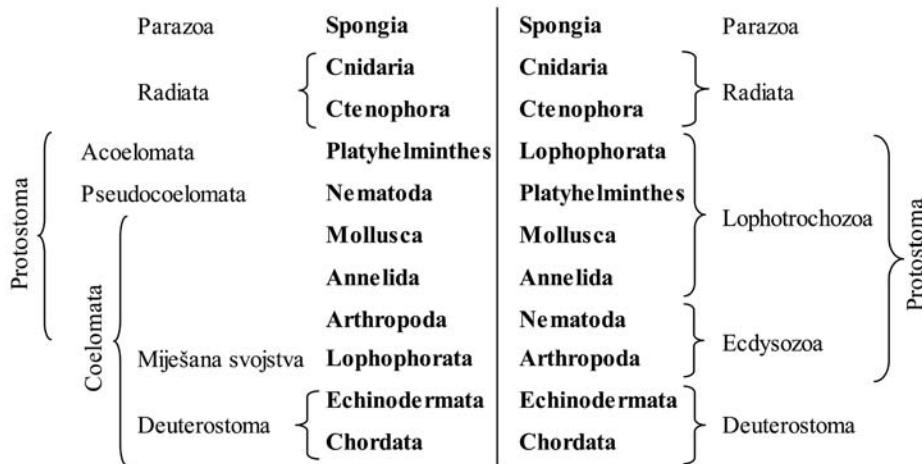 Parazoa Spongia Spongia Parazoa
Cnidaria Cnidaria
Radiata Radiata
Ctenophora Ctenophora
Acoelomata Platyhelminthes Lophophorata
Pseudocoelomata Nematoda Platyhelminthes
Protostoma Lophotrochozoa
Mollusca Mollusca
Protostoma
Annelida Annelida
Coelomata
Arthropoda Nematoda
Ecdysozoa
Miješana svojstva Lophophorata Arthropoda
Echinodermata Echinodermata
Deuterostoma Deuterostoma
Chordata Chordata